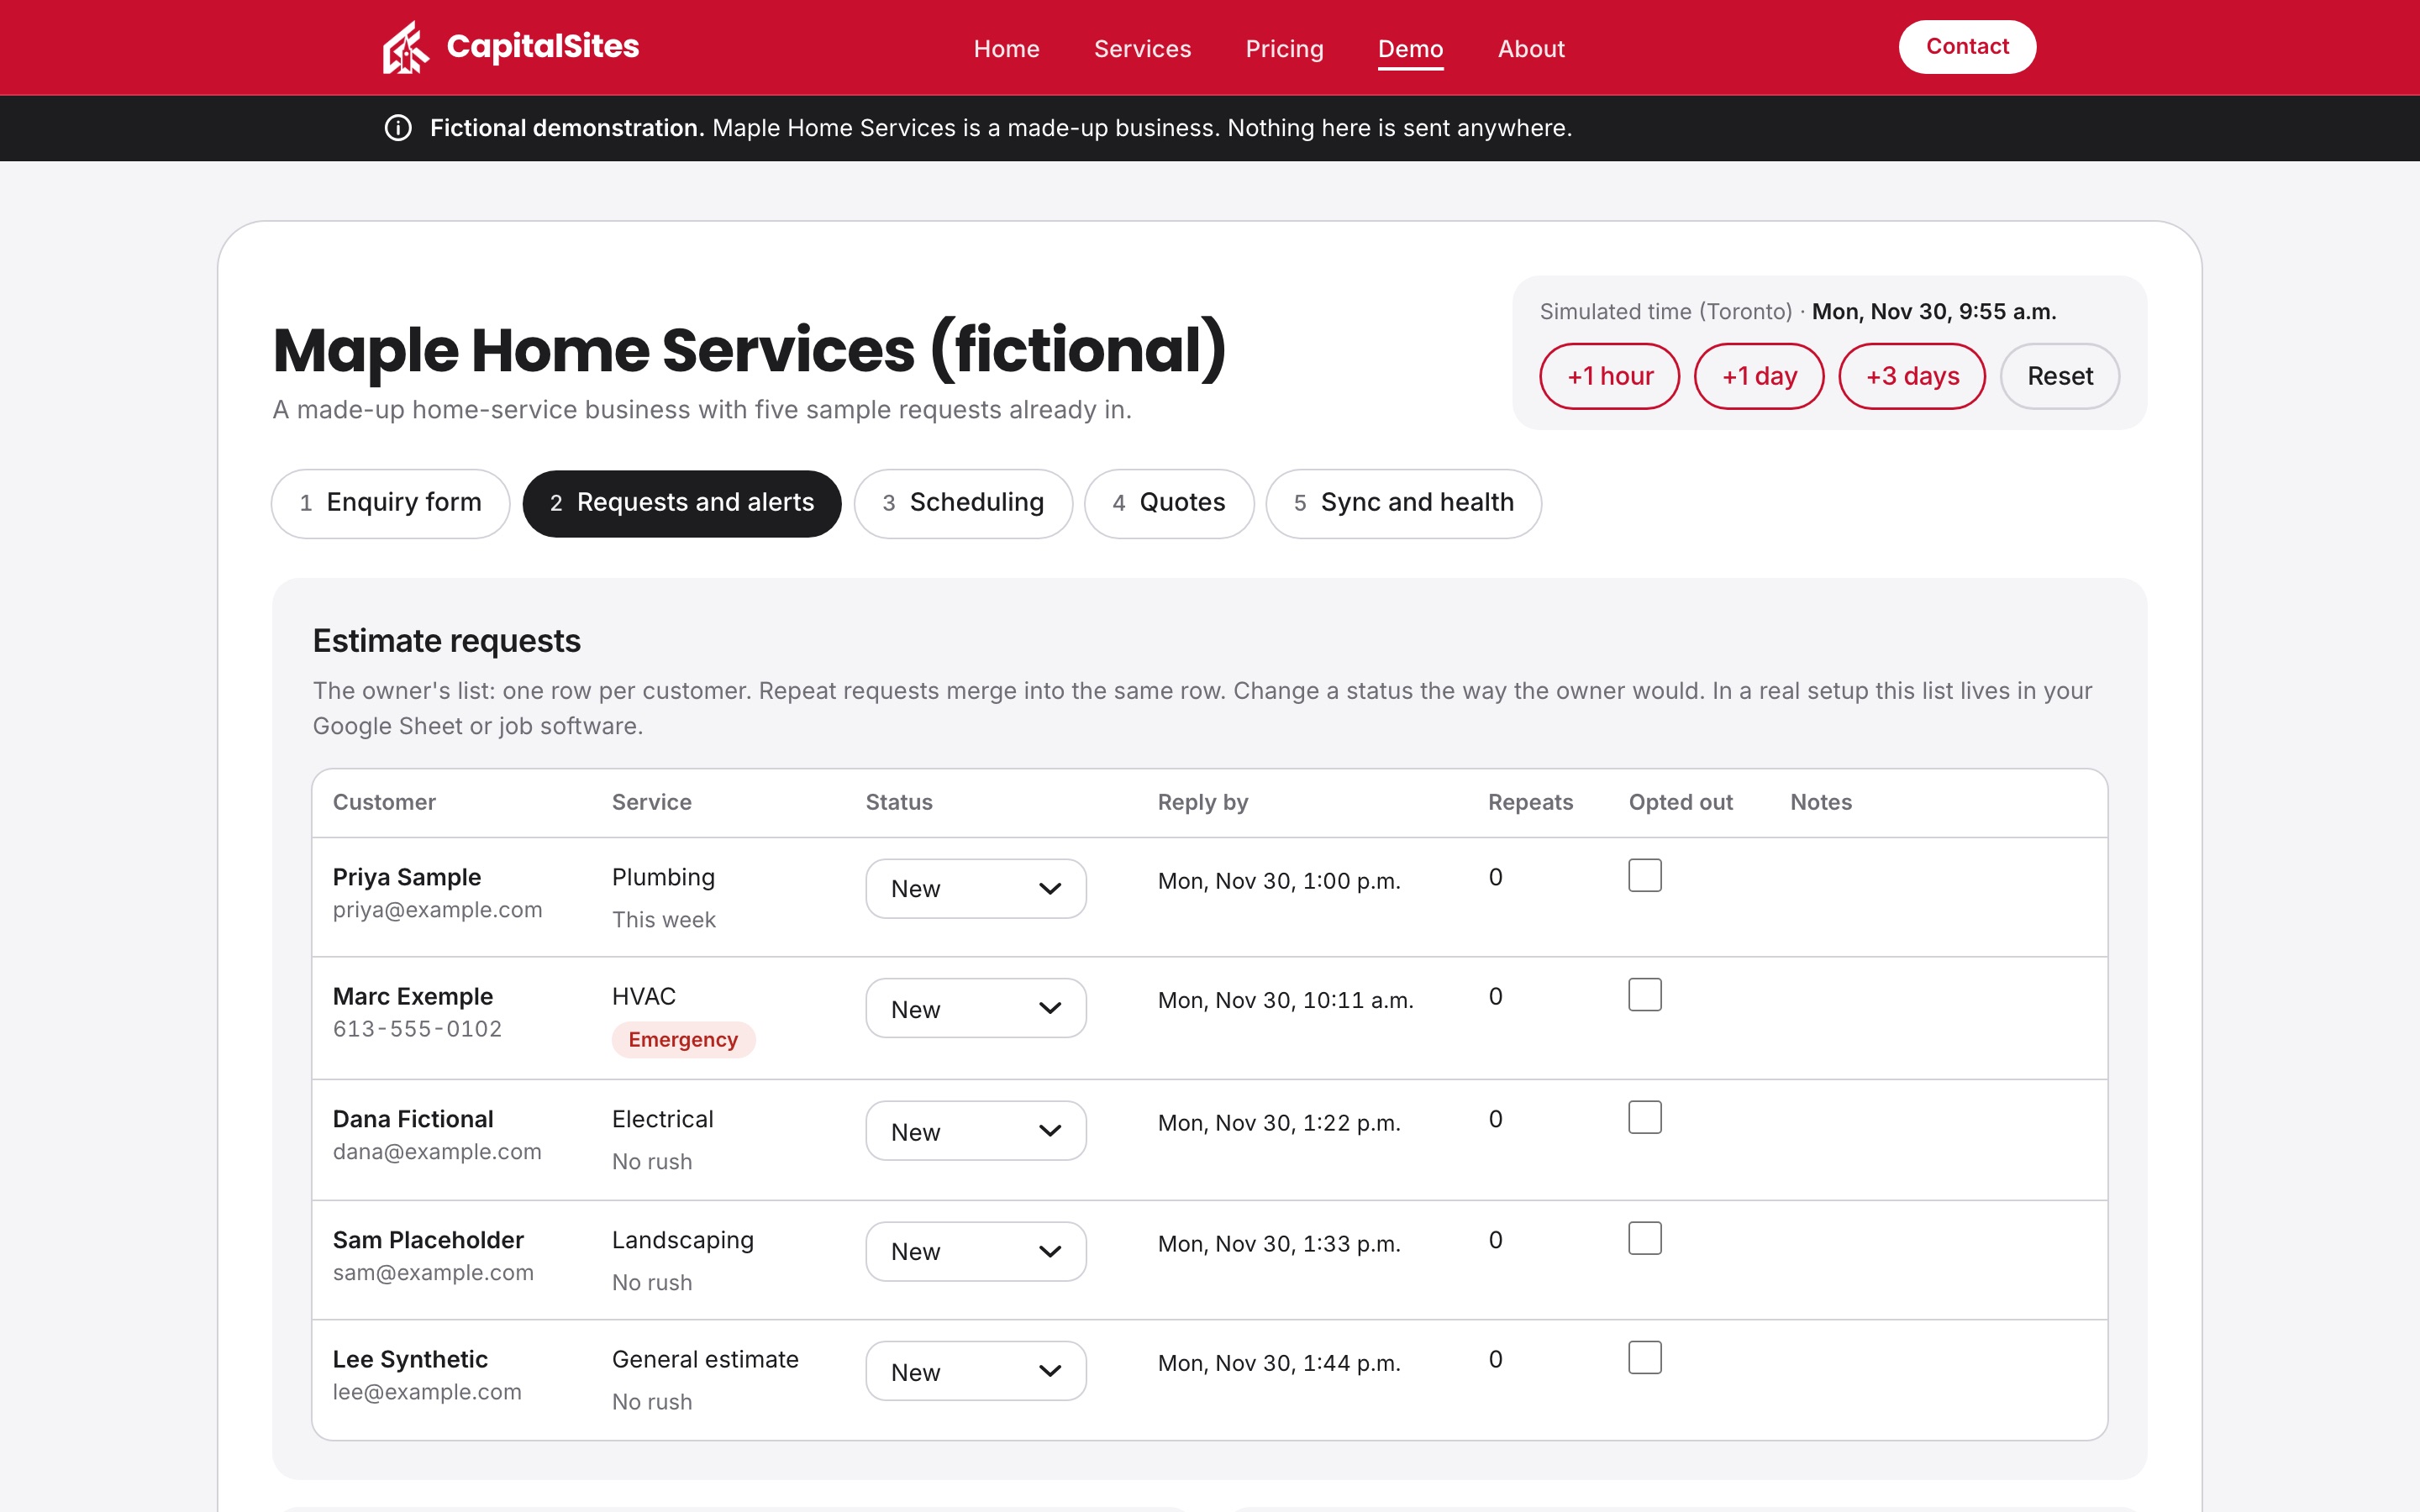 CapitalSites
Home Services Pricing Demo About
Contact
Fictional demonstration. Maple Home Services is a made-up business. Nothing here is sent anywhere.
Maple Home Services (fictional)
A made-up home-service business with five sample requests already in.
Simulated time (Toronto) · Mon, Nov 30, 9:55 a.m.
+1 hour +1 day +3 days Reset
1 Enquiry form 2 Requests and alerts 3 Scheduling 4 Quotes 5 Sync and health
Estimate requests
The owner's list: one row per customer. Repeat requests merge into the same row. Change a status the way the owner would. In a real setup this list lives in your
Google Sheet or job software.
Customer Service Status Reply by Repeats Opted out Notes
Priya Sample Plumbing New Mon, Nov 30, 1:00 p.m. 0
priya@example.com This week
Marc Exemple HVAC New Mon, Nov 30, 10:11 a.m. 0
613-555-0102 Emergency
Dana Fictional Electrical New Mon, Nov 30, 1:22 p.m. 0
dana@example.com No rush
Sam Placeholder Landscaping New Mon, Nov 30, 1:33 p.m. 0
sam@example.com No rush
Lee Synthetic General estimate New Mon, Nov 30, 1:44 p.m. 0
lee@example.com No rush